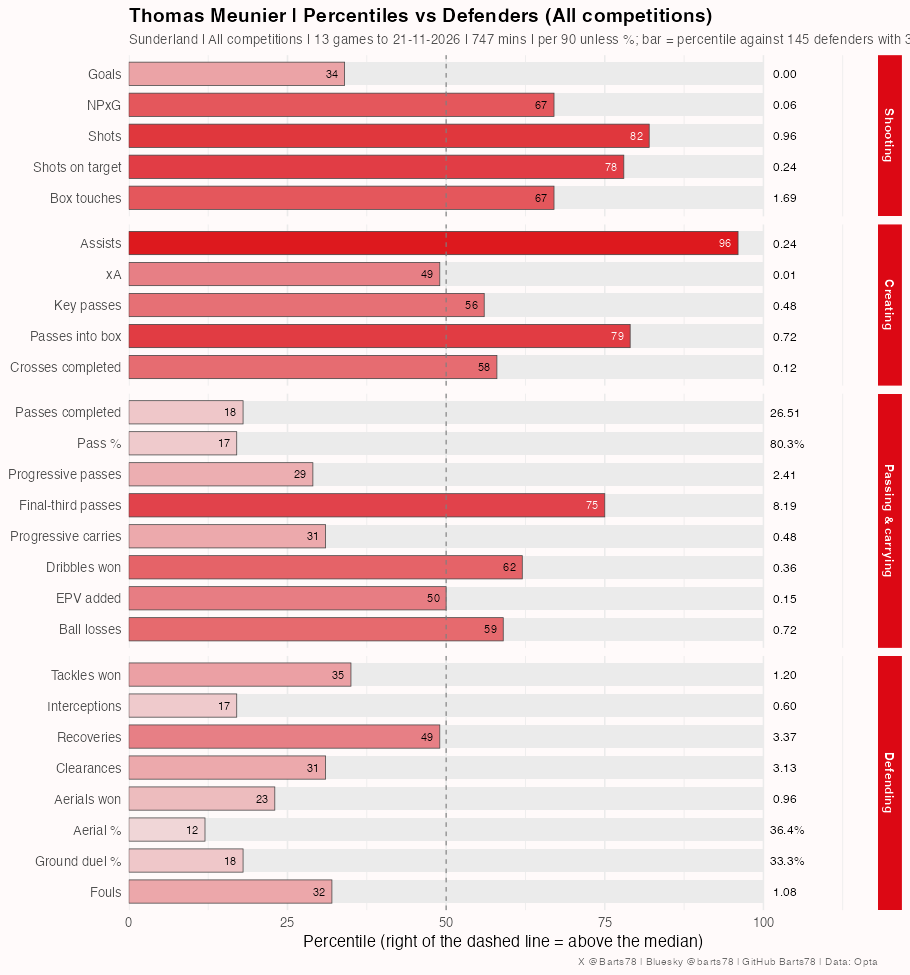 Thomas Meunier | Percentiles vs Defenders (All competitions)
Sunderland | All competitions | 13 games to 21-11-2026 | 747 mins | per 90 unless %; bar = percentile against 145 defenders with 3
Goals 34 0.00
NPxG 67 0.06
Shots 82 0.96
Shots on target 78 0.24
Box touches 67 1.69
Shooting
Assists 96 0.24
xA 49 0.01
Key passes 56 0.48
Passes into box 79 0.72
Crosses completed 58 0.12
Creating
Passes completed 18 26.51
Pass % 17 80.3%
Progressive passes 29 2.41
Final-third passes 75 8.19
Progressive carries 31 0.48
Dribbles won 62 0.36
EPV added 50 0.15
Ball losses 59 0.72
Passing & carrying
Tackles won 35 1.20
Interceptions 17 0.60
Recoveries 49 3.37
Clearances 31 3.13
Aerials won 23 0.96
Aerial % 12 36.4%
Ground duel % 18 33.3%
Fouls 32 1.08
Defending
0 25 50 75 100
Percentile (right of the dashed line = above the median)
X @Barts78 | Bluesky @barts78 | GitHub Barts78 | Data: Opta